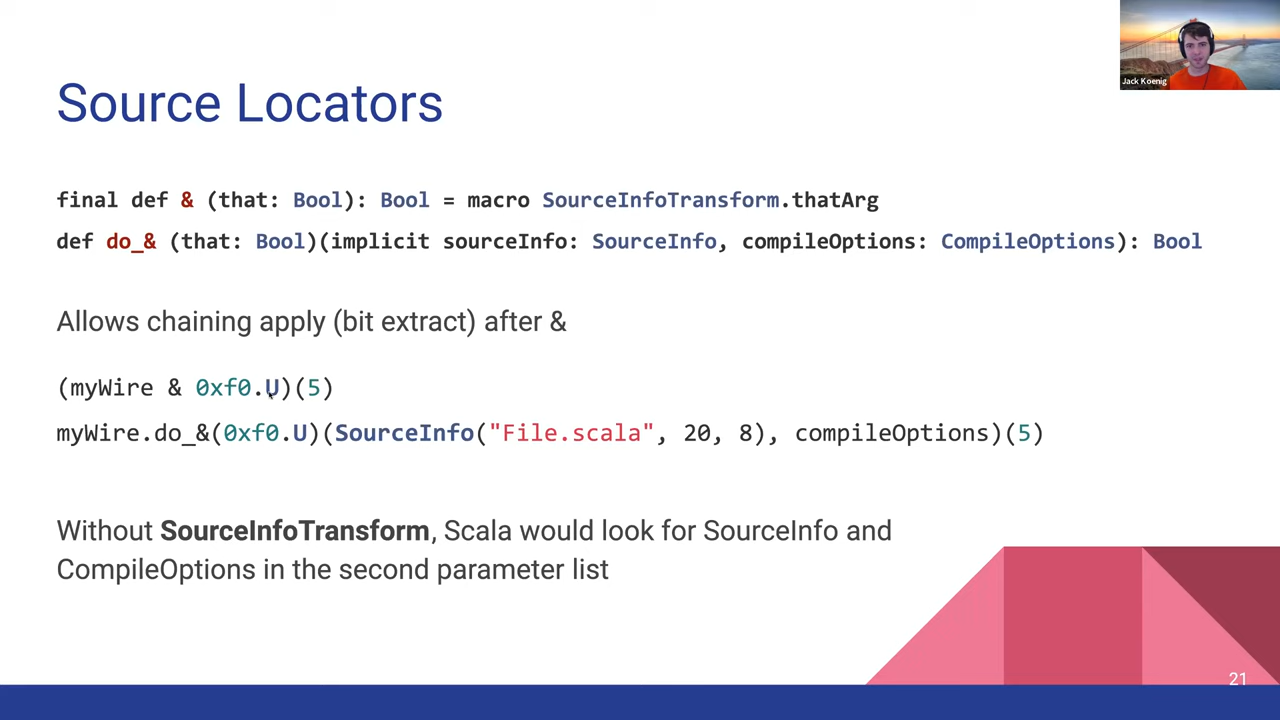 Jack Koenig
Source Locators
final def & (that: Bool): Bool = macro SourceInfoTransform.thatArg
def do_& (that: Bool)(implicit sourceInfo: SourceInfo, compileOptions: CompileOptions): Bool
Allows chaining apply (bit extract) after &
(myWire & 0xf0.U)(5)
myWire.do_&(0xf0.U)(SourceInfo("File.scala", 20, 8), compileOptions)(5)
Without SourceInfoTransform, Scala would look for SourceInfo and
CompileOptions in the second parameter list
21